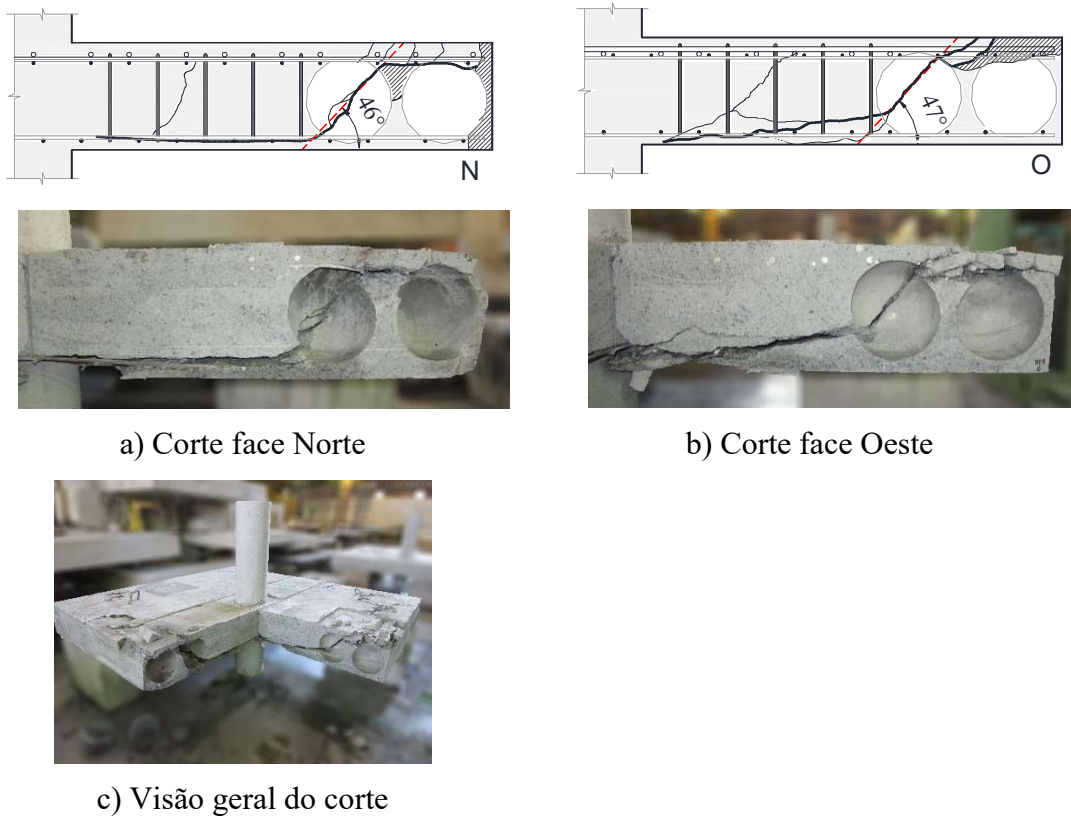 46°
N
47°
O
a) Corte face Norte
b) Corte face Oeste
c) Visão geral do corte